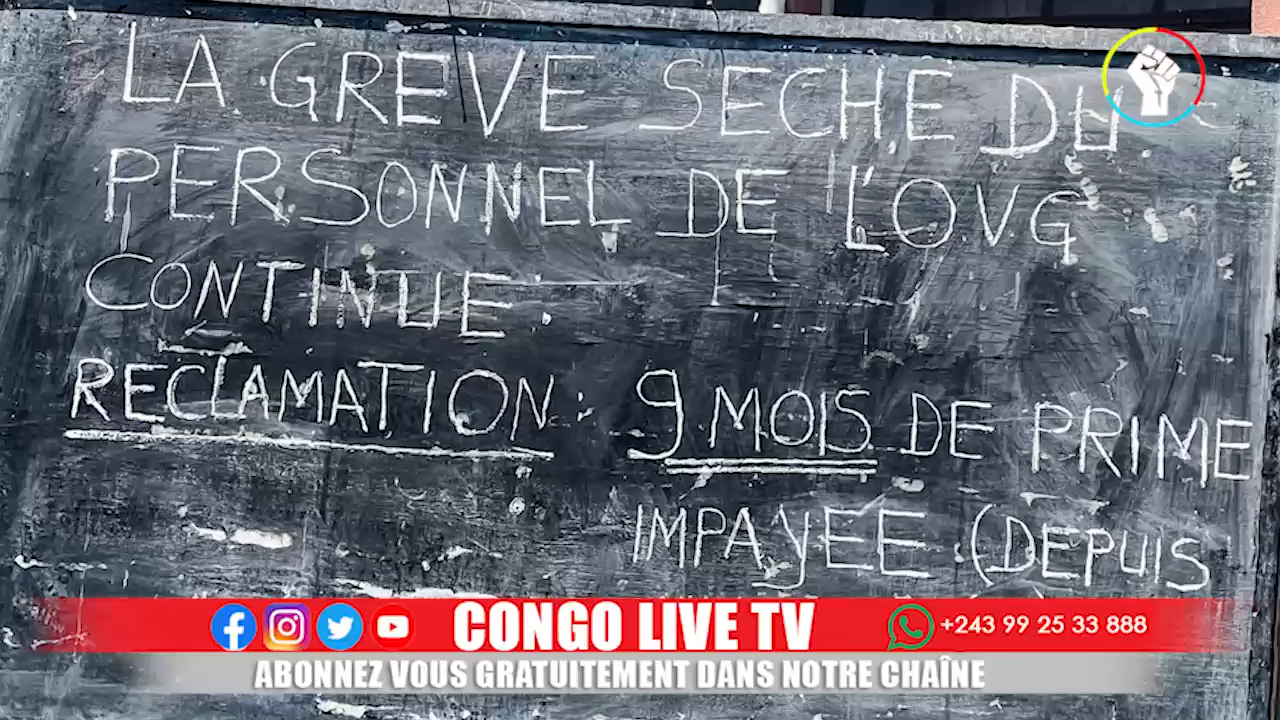 LA GREVE SECHE DU
PERSONNEL DE L'OVG
CONTINUE.
RECLAMATION : 9 MOIS DE PRIME
IMPAYEE (DEPUIS
CONGO LIVE TV
+243 99 25 33 888
ABONNEZ VOUS GRATUITEMENT DANS NOTRE CHAÎNE